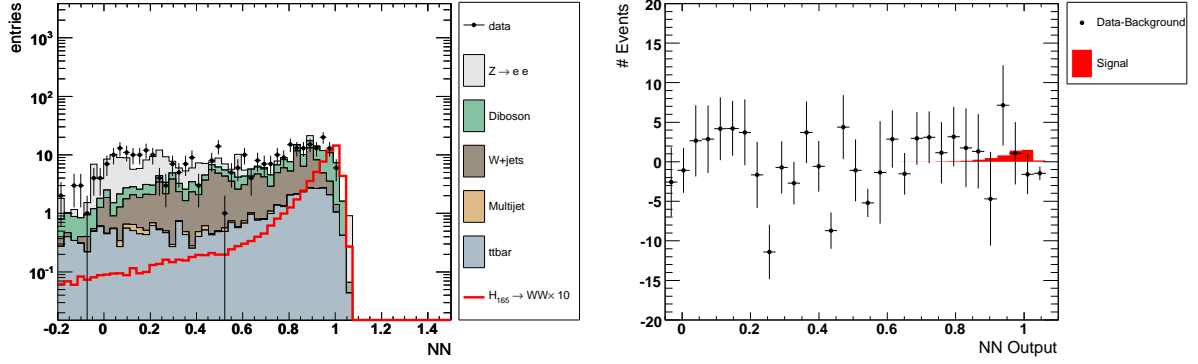 entries
10³
10²
10
1
10⁻¹
-0.2 0 0.2 0.4 0.6 0.8 1 1.2 1.4
NN
data
Z → e e
Diboson
W+jets
Multijet
ttbar
H₁₆₅ → WW× 10
# Events
20
15
10
5
0
-5
-10
-15
-20
0 0.2 0.4 0.6 0.8 1
NN Output
Data-Background
Signal